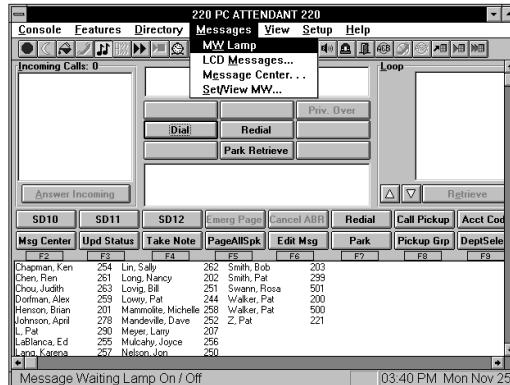 220 PC ATTENDANT 220
Console Features Directory Messages View Setup Help
MW Lamp
LCD Messages...
Message Center. . .
Set/View MW...
Incoming Calls: 0
Loop
Priv. Over
Dial Redial
Park Retrieve
Answer Incoming
Retrieve
SD10 SD11 SD12 Emerg Page Cancel ABR Redial Call Pickup Acct Cod
Msg Center Upd Status Take Note PageAllSpk Edit Msg Park Pickup Grp DeptSele
F2 F3 F4 F5 F6 F7 F8 F9
Chapman, Ken 254 Lin, Sally 262 Smith, Bob 203
Chen, Ren 261 Long, Nancy 202 Smith, Pat 299
Chou, Judith 263 Lovig, Bill 251 Swann, Rosa 501
Dorfman, Alex 259 Lowry, Pat 244 Walker, Pat 200
Henson, Brian 201 Mammolite, Michelle 258 Walker, Pat 500
Johnson, April 278 Mandeville, Dave 252 Z, Pat 221
L, Pat 290 Meyer, Larry 207
LaBlanca, Ed 255 Mulcahy, Joyce 256
Lang, Karena 257 Nelson, Jon 250
Message Waiting Lamp On / Off 03:40 PM Mon Nov 25